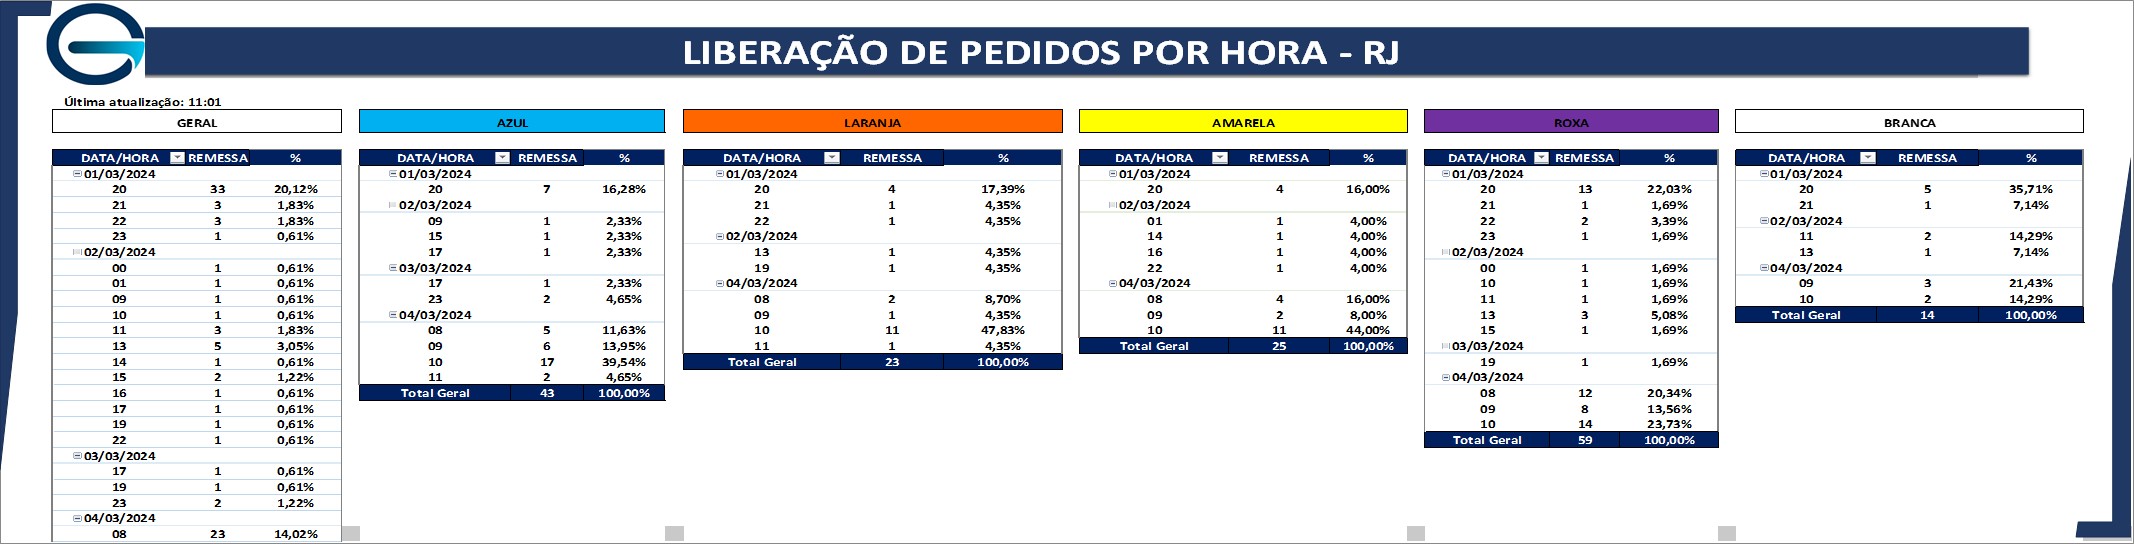 LIBERAÇÃO DE PEDIDOS POR HORA - RJ
Última atualização: 11:01
GERAL
DATA/HORA REMESSA %
01/03/2024
20 33 20,12%
21 3 1,83%
22 3 1,83%
23 1 0,61%
02/03/2024
00 1 0,61%
01 1 0,61%
09 1 0,61%
10 1 0,61%
11 3 1,83%
13 5 3,05%
14 1 0,61%
15 2 1,22%
16 1 0,61%
17 1 0,61%
19 1 0,61%
22 1 0,61%
03/03/2024
17 1 0,61%
19 1 0,61%
23 2 1,22%
04/03/2024
08 23 14,02%
AZUL
DATA/HORA REMESSA %
01/03/2024
20 7 16,28%
02/03/2024
09 1 2,33%
15 1 2,33%
17 1 2,33%
03/03/2024
17 1 2,33%
23 2 4,65%
04/03/2024
08 5 11,63%
09 6 13,95%
10 17 39,54%
11 2 4,65%
Total Geral 43 100,00%
LARANJA
DATA/HORA REMESSA %
01/03/2024
20 4 17,39%
21 1 4,35%
22 1 4,35%
02/03/2024
13 1 4,35%
19 1 4,35%
04/03/2024
08 2 8,70%
09 1 4,35%
10 11 47,83%
11 1 4,35%
Total Geral 23 100,00%
AMARELA
DATA/HORA REMESSA %
01/03/2024
20 4 16,00%
02/03/2024
01 1 4,00%
14 1 4,00%
16 1 4,00%
22 1 4,00%
04/03/2024
08 4 16,00%
09 2 8,00%
10 11 44,00%
Total Geral 25 100,00%
ROXA
DATA/HORA REMESSA %
01/03/2024
20 13 22,03%
21 1 1,69%
22 2 3,39%
23 1 1,69%
02/03/2024
00 1 1,69%
10 1 1,69%
11 1 1,69%
13 3 5,08%
15 1 1,69%
03/03/2024
19 1 1,69%
04/03/2024
08 12 20,34%
09 8 13,56%
10 14 23,73%
Total Geral 59 100,00%
BRANCA
DATA/HORA REMESSA %
01/03/2024
20 5 35,71%
21 1 7,14%
02/03/2024
11 2 14,29%
13 1 7,14%
04/03/2024
09 3 21,43%
10 2 14,29%
Total Geral 14 100,00%